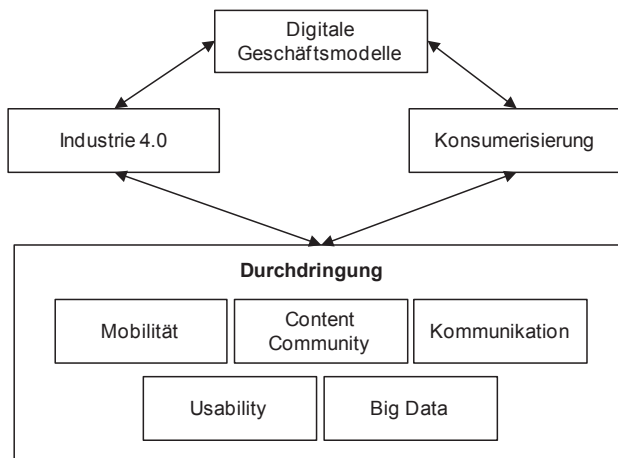 Digitale
Geschäftsmodelle
Industrie 4.0
Konsumerisierung
Durchdringung
Mobilität
Content
Community
Kommunikation
Usability
Big Data